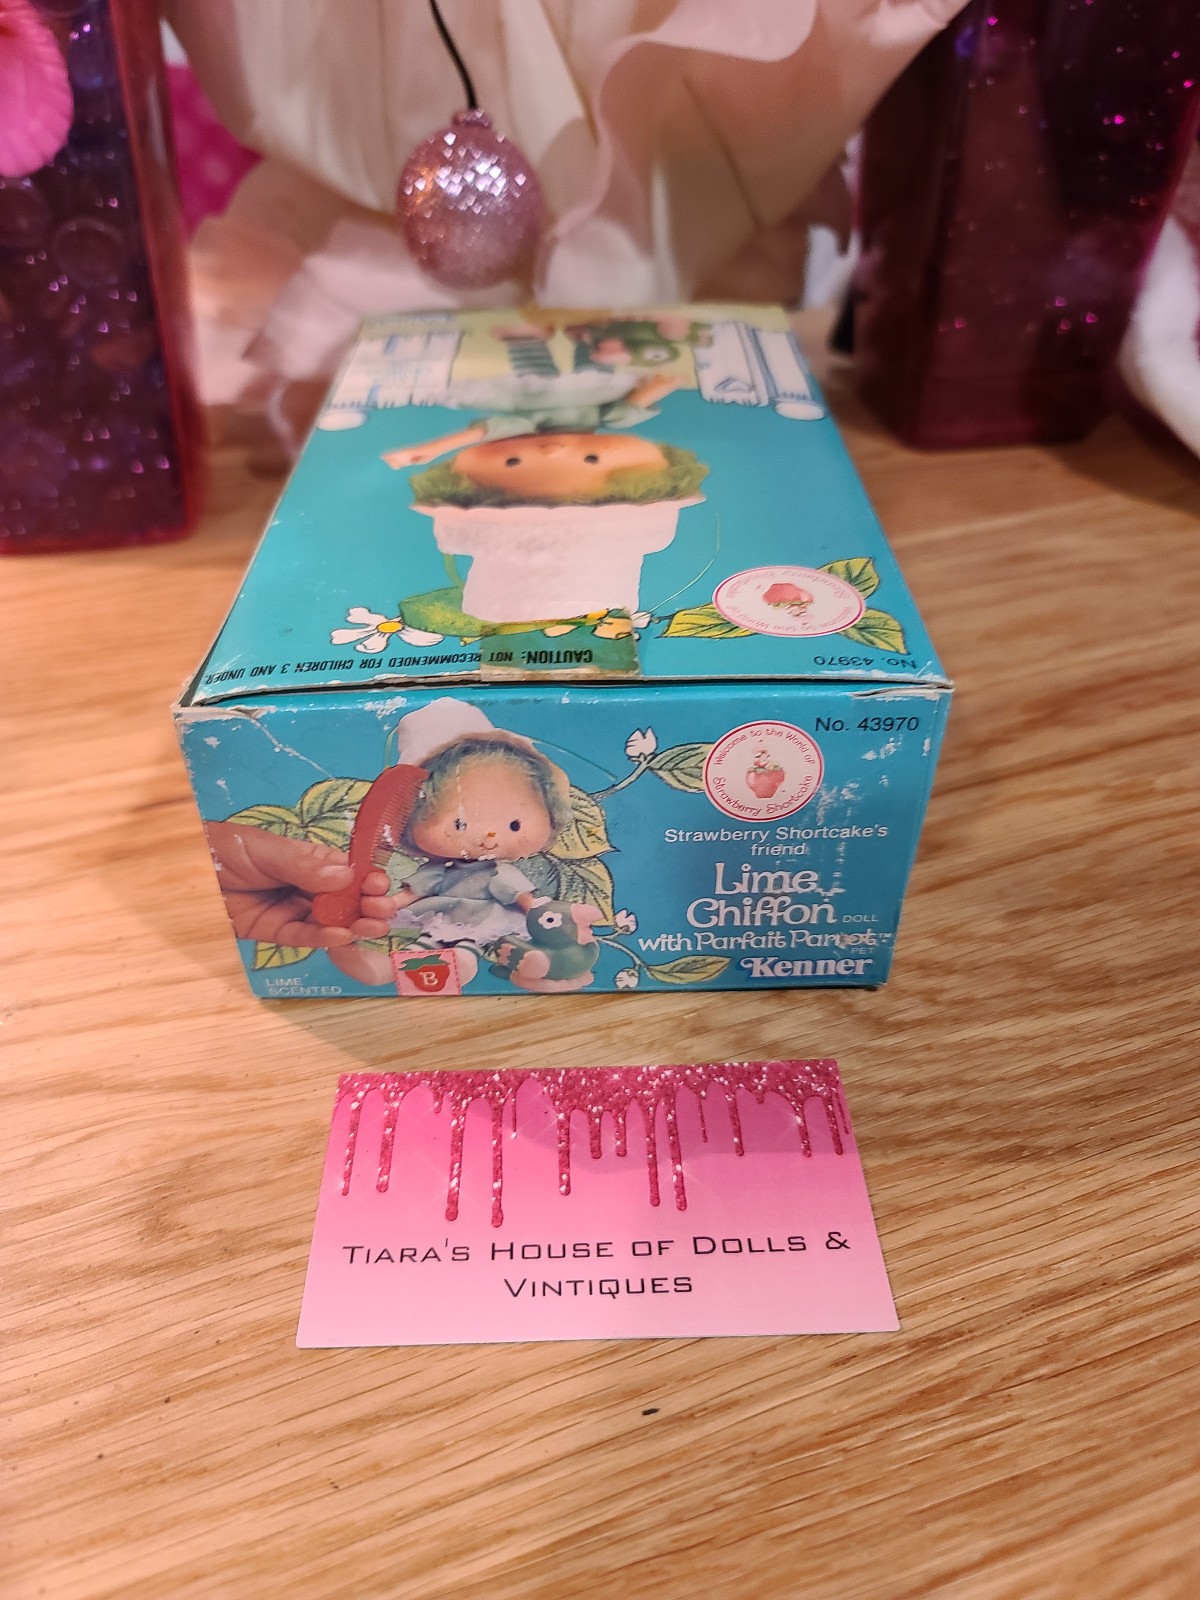 CAUTION: NOT RECOMMENDED FOR CHILDREN 3 AND UNDER.
No. 43970
No. 43970
Welcome to the World of
Strawberry Shortcake
Strawberry Shortcake's
friend
Lime
Chiffon DOLL
with Parfait Parrot™
PET
Kenner
LIME
SCENTED
B
TIARA'S HOUSE OF DOLLS &
VINTIQUES